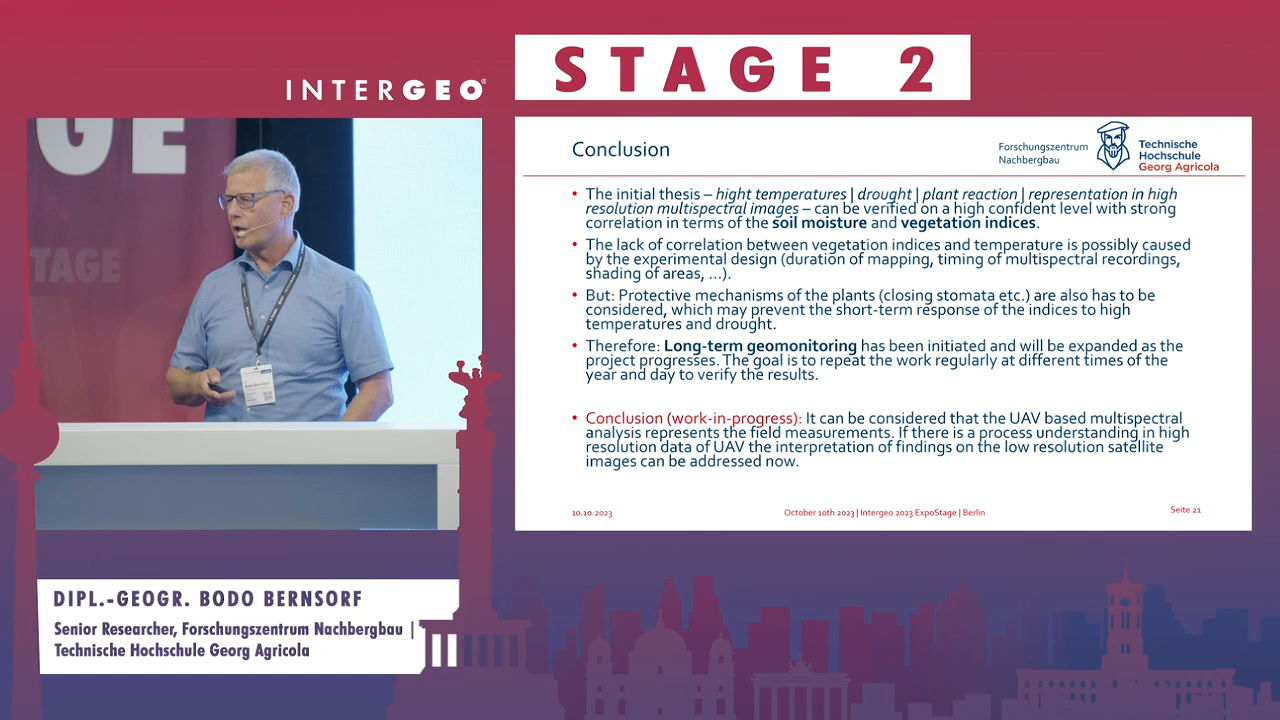 STAGE 2
INTERGEO®
GE
TAGE
Conclusion
Forschungszentrum
Nachbergbau
Technische
Hochschule
Georg Agricola
• The initial thesis – hight temperatures | drought | plant reaction | representation in high
resolution multispectral images – can be verified on a high confident level with strong
correlation in terms of the soil moisture and vegetation indices.
• The lack of correlation between vegetation indices and temperature is possibly caused
by the experimental design (duration of mapping, timing of multispectral recordings,
shading of areas, ...).
• But: Protective mechanisms of the plants (closing stomata etc.) are also has to be
considered, which may prevent the short-term response of the indices to high
temperatures and drought.
• Therefore: Long-term geomonitoring has been initiated and will be expanded as the
project progresses. The goal is to repeat the work regularly at different times of the
year and day to verify the results.
• Conclusion (work-in-progress): It can be considered that the UAV based multispectral
analysis represents the field measurements. If there is a process understanding in high
resolution data of UAV the interpretation of findings on the low resolution satellite
images can be addressed now.
10.10.2023
October 10th 2023 | Intergeo 2023 ExpoStage | Berlin
Seite 21
DIPL.-GEOGR. BODO BERNSORF
Senior Researcher, Forschungszentrum Nachbergbau |
Technische Hochschule Georg Agricola